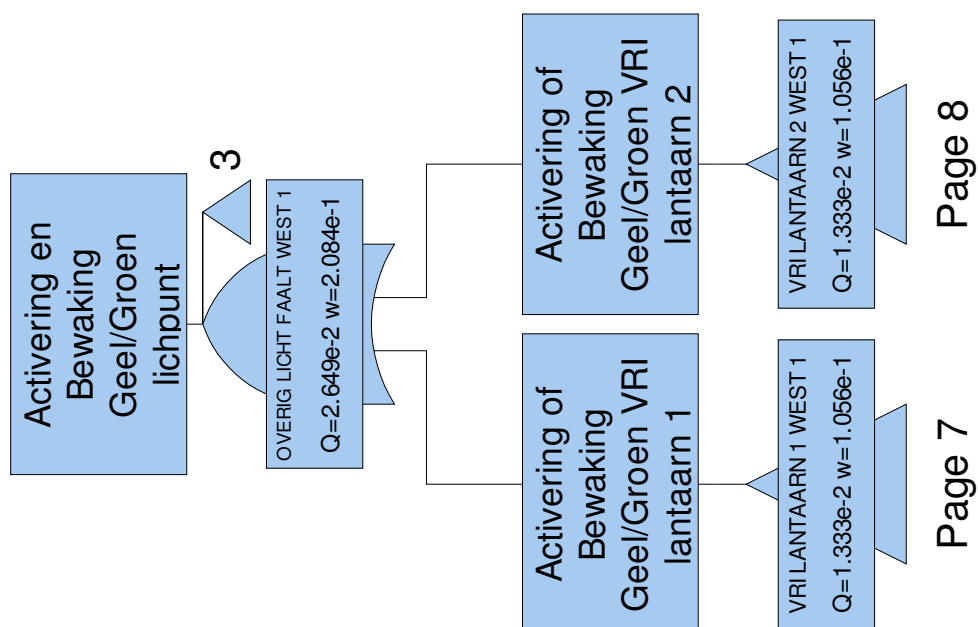 Activering en
Bewaking
Geel/Groen
lichpunt
3
OVERIG LICHT FAALT WEST 1
Q=2.649e-2 w=2.084e-1
Activering of
Bewaking
Geel/Groen VRI
lantaarn 1
VRI LANTAARN 1 WEST 1
Q=1.333e-2 w=1.056e-1
Page 7
Activering of
Bewaking
Geel/Groen VRI
lantaarn 2
VRI LANTAARN 2 WEST 1
Q=1.333e-2 w=1.056e-1
Page 8